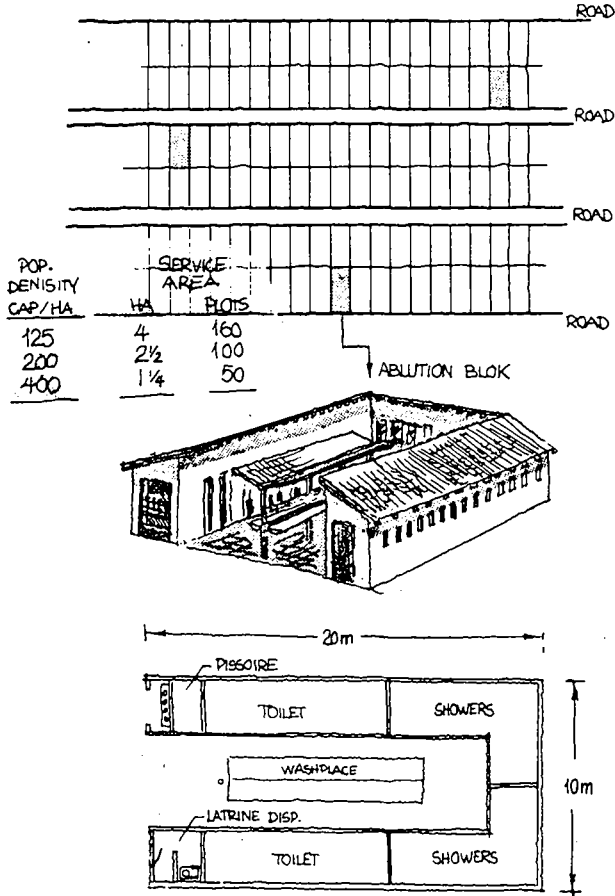 ROAD
ROAD
ROAD
ROAD
POP.
DENISITY
CAP/HA
SERVICE
AREA
HA PLOTS
125 4 160
200 2½ 100
400 1¼ 50
ABLUTION BLOK
20m
PISSOIRE
TOILET
SHOWERS
WASHPLACE
10m
LATRINE DISP.
TOILET
SHOWERS